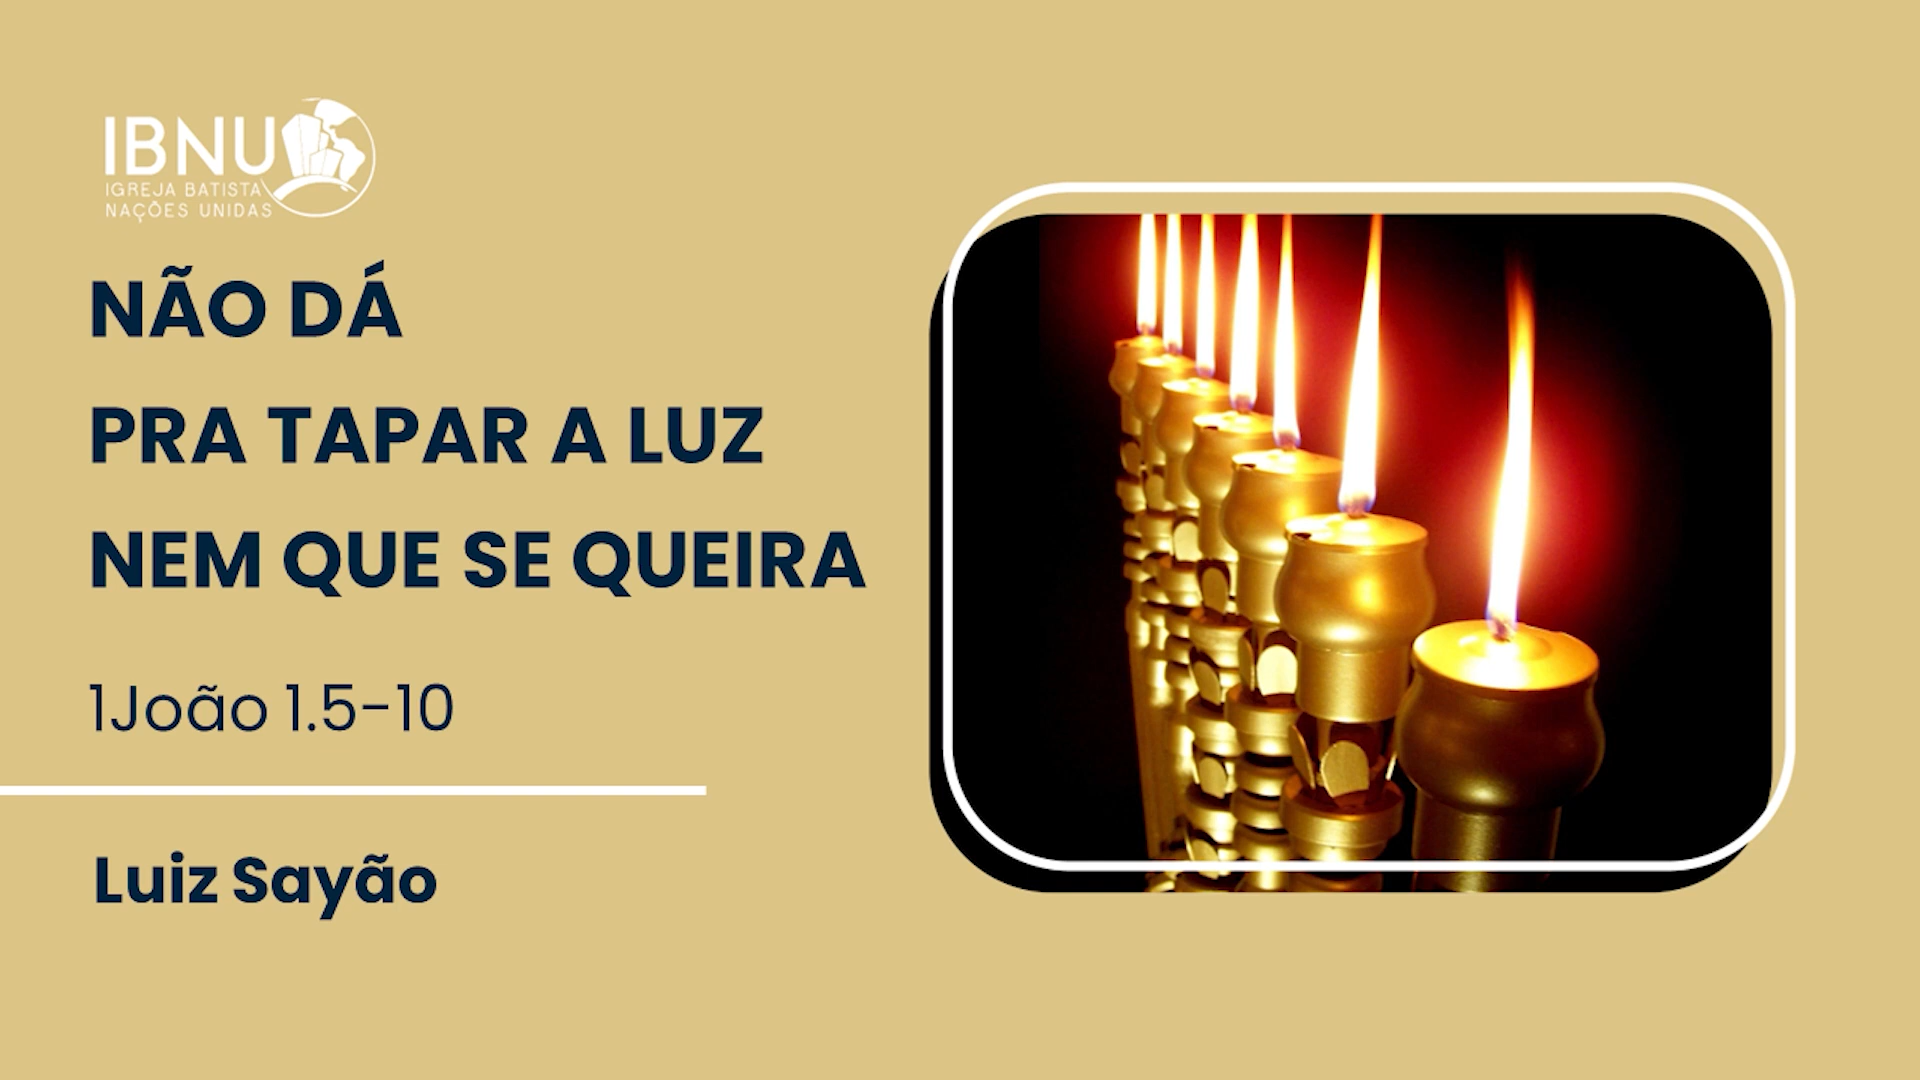 IBNU
IGREJA BATISTA
NAÇÕES UNIDAS
NÃO DÁ
PRA TAPAR A LUZ
NEM QUE SE QUEIRA
1João 1.5-10
Luiz Sayão